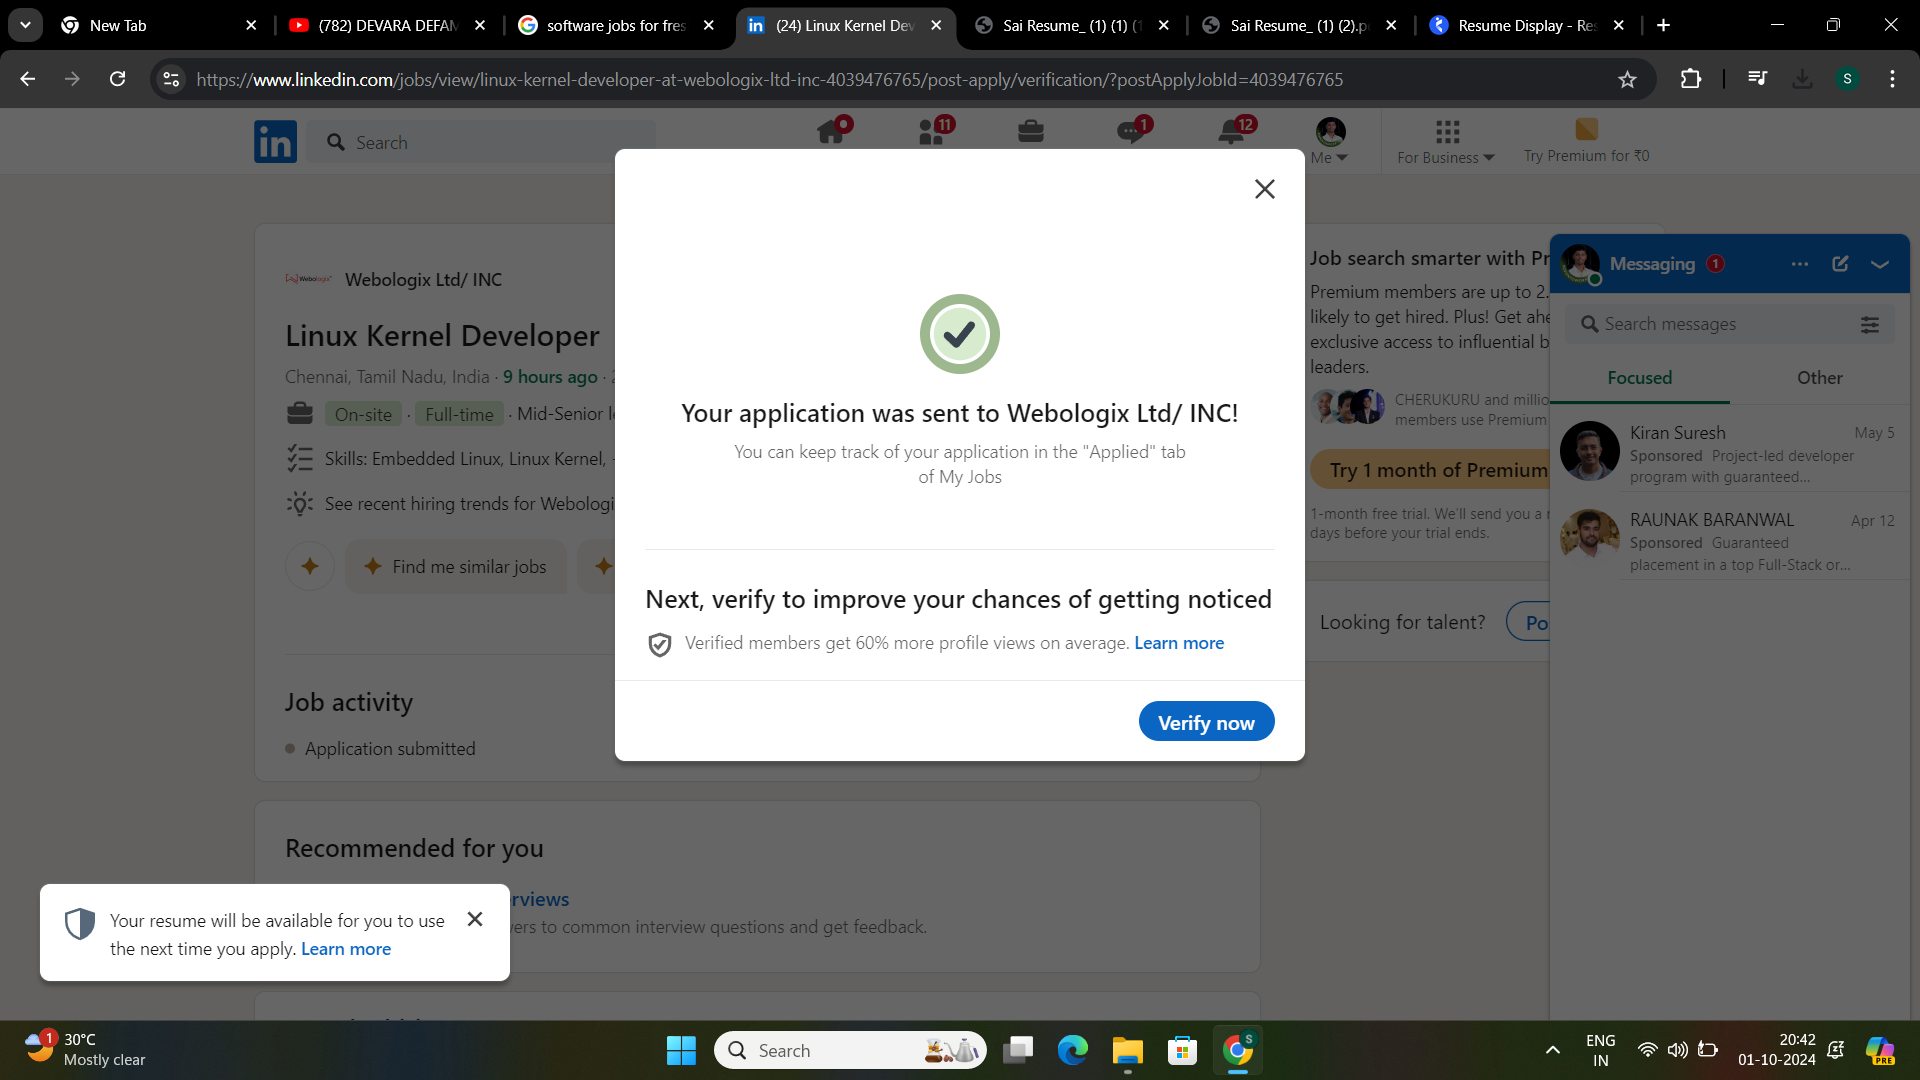 New Tab
(782) DEVARA DEFAM
software jobs for fres
(24) Linux Kernel Dev
Sai Resume_ (1) (1) (1
Sai Resume_ (1) (2).p
Resume Display - Res
https://www.linkedin.com/jobs/view/linux-kernel-developer-at-webologix-ltd-inc-4039476765/post-apply/verification/?postApplyJobId=4039476765
S
in
Search
11
1
12
Me
For Business
Try Premium for ₹0
Webologix
Webologix Ltd/ INC
Linux Kernel Developer
Chennai, Tamil Nadu, India · 9 hours ago ·
On-site · Full-time · Mid-Senior
Skills: Embedded Linux, Linux Kernel,
See recent hiring trends for Webologi
Find me similar jobs
Job activity
Application submitted
Recommended for you
erviews
vers to common interview questions and get feedback.
Your application was sent to Webologix Ltd/ INC!
You can keep track of your application in the "Applied" tab
of My Jobs
Next, verify to improve your chances of getting noticed
Verified members get 60% more profile views on average. Learn more
Verify now
Job search smarter with Pr
Premium members are up to 2.
likely to get hired. Plus! Get ahe
exclusive access to influential b
leaders.
CHERUKURU and millio
members use Premium
Try 1 month of Premium
1-month free trial. We'll send you a r
days before your trial ends.
Looking for talent?
Po
Messaging 1
Search messages
Focused
Other
Kiran Suresh
May 5
Sponsored Project-led developer
program with guaranteed...
RAUNAK BARANWAL
Apr 12
Sponsored Guaranteed
placement in a top Full-Stack or...
Your resume will be available for you to use
the next time you apply. Learn more
1
30°C
Mostly clear
Search
S
ENG
IN
20:42
01-10-2024
PRE